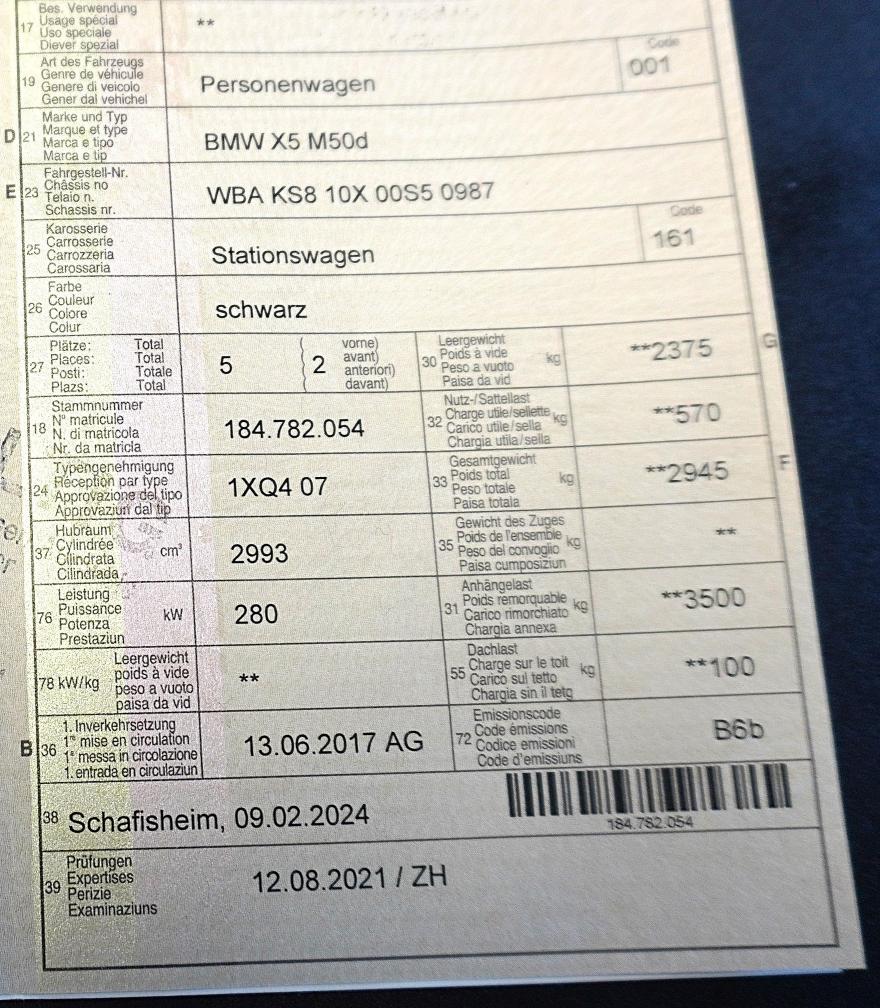 17 Bes. Verwendung
Usage spécial
Uso speciale
Diever spezial
**
19 Art des Fahrzeugs
Genre de véhicule
Genere di veicolo
Gener dal vehichel
Personenwagen
Code
001
D 21 Marke und Typ
Marque et type
Marca e tipo
Marca e tip
BMW X5 M50d
E 23 Fahrgestell-Nr.
Châssis no
Telaio n.
Schassis nr.
WBA KS8 10X 00S5 0987
25 Karosserie
Carrosserie
Carrozzeria
Carossaria
Stationswagen
Code
161
26 Farbe
Couleur
Colore
Colur
schwarz
27 Plätze: Total
Places: Total
Posti: Totale
Plazs: Total
5
2
vorne)
avant)
anteriori)
davant)
30 Leergewicht
Poids à vide kg
Peso a vuoto
Paisa da vid
**2375
G
18 Stammnummer
N° matricule
N. di matricola
Nr. da matricla
184.782.054
32 Nutz-/Sattellast
Charge utile/sellette kg
Carico utile/sella
Chargia utila/sella
**570
24 Typengenehmigung
Réception par type
Approvazione del tipo
Approvaziun dal tip
1XQ4 07
33 Gesamtgewicht
Poids total kg
Peso totale
Paisa totala
**2945
F
37 Hubraum
Cylindrée cm³
Cilindrata
Cilindrada
2993
35 Gewicht des Zuges
Poids de l'ensemble kg
Peso del convoglio
Paisa cumposiziun
**
76 Leistung
Puissance kW
Potenza
Prestaziun
280
31 Anhängelast
Poids remorquable kg
Carico rimorchiato
Chargia annexa
**3500
78 kW/kg Leergewicht
poids à vide
peso a vuoto
paisa da vid
**
55 Dachlast
Charge sur le toit kg
Carico sul tetto
Chargia sin il tetg
**100
B 36 1. Inverkehrsetzung
1re mise en circulation
1a messa in circolazione
1. entrada en circulaziun
13.06.2017 AG
72 Emissionscode
Code émissions
Codice emissioni
Code d'emissiuns
B6b
38 Schafisheim, 09.02.2024
184.782.054
39 Prüfungen
Expertises
Perizie
Examinaziuns
12.08.2021 / ZH